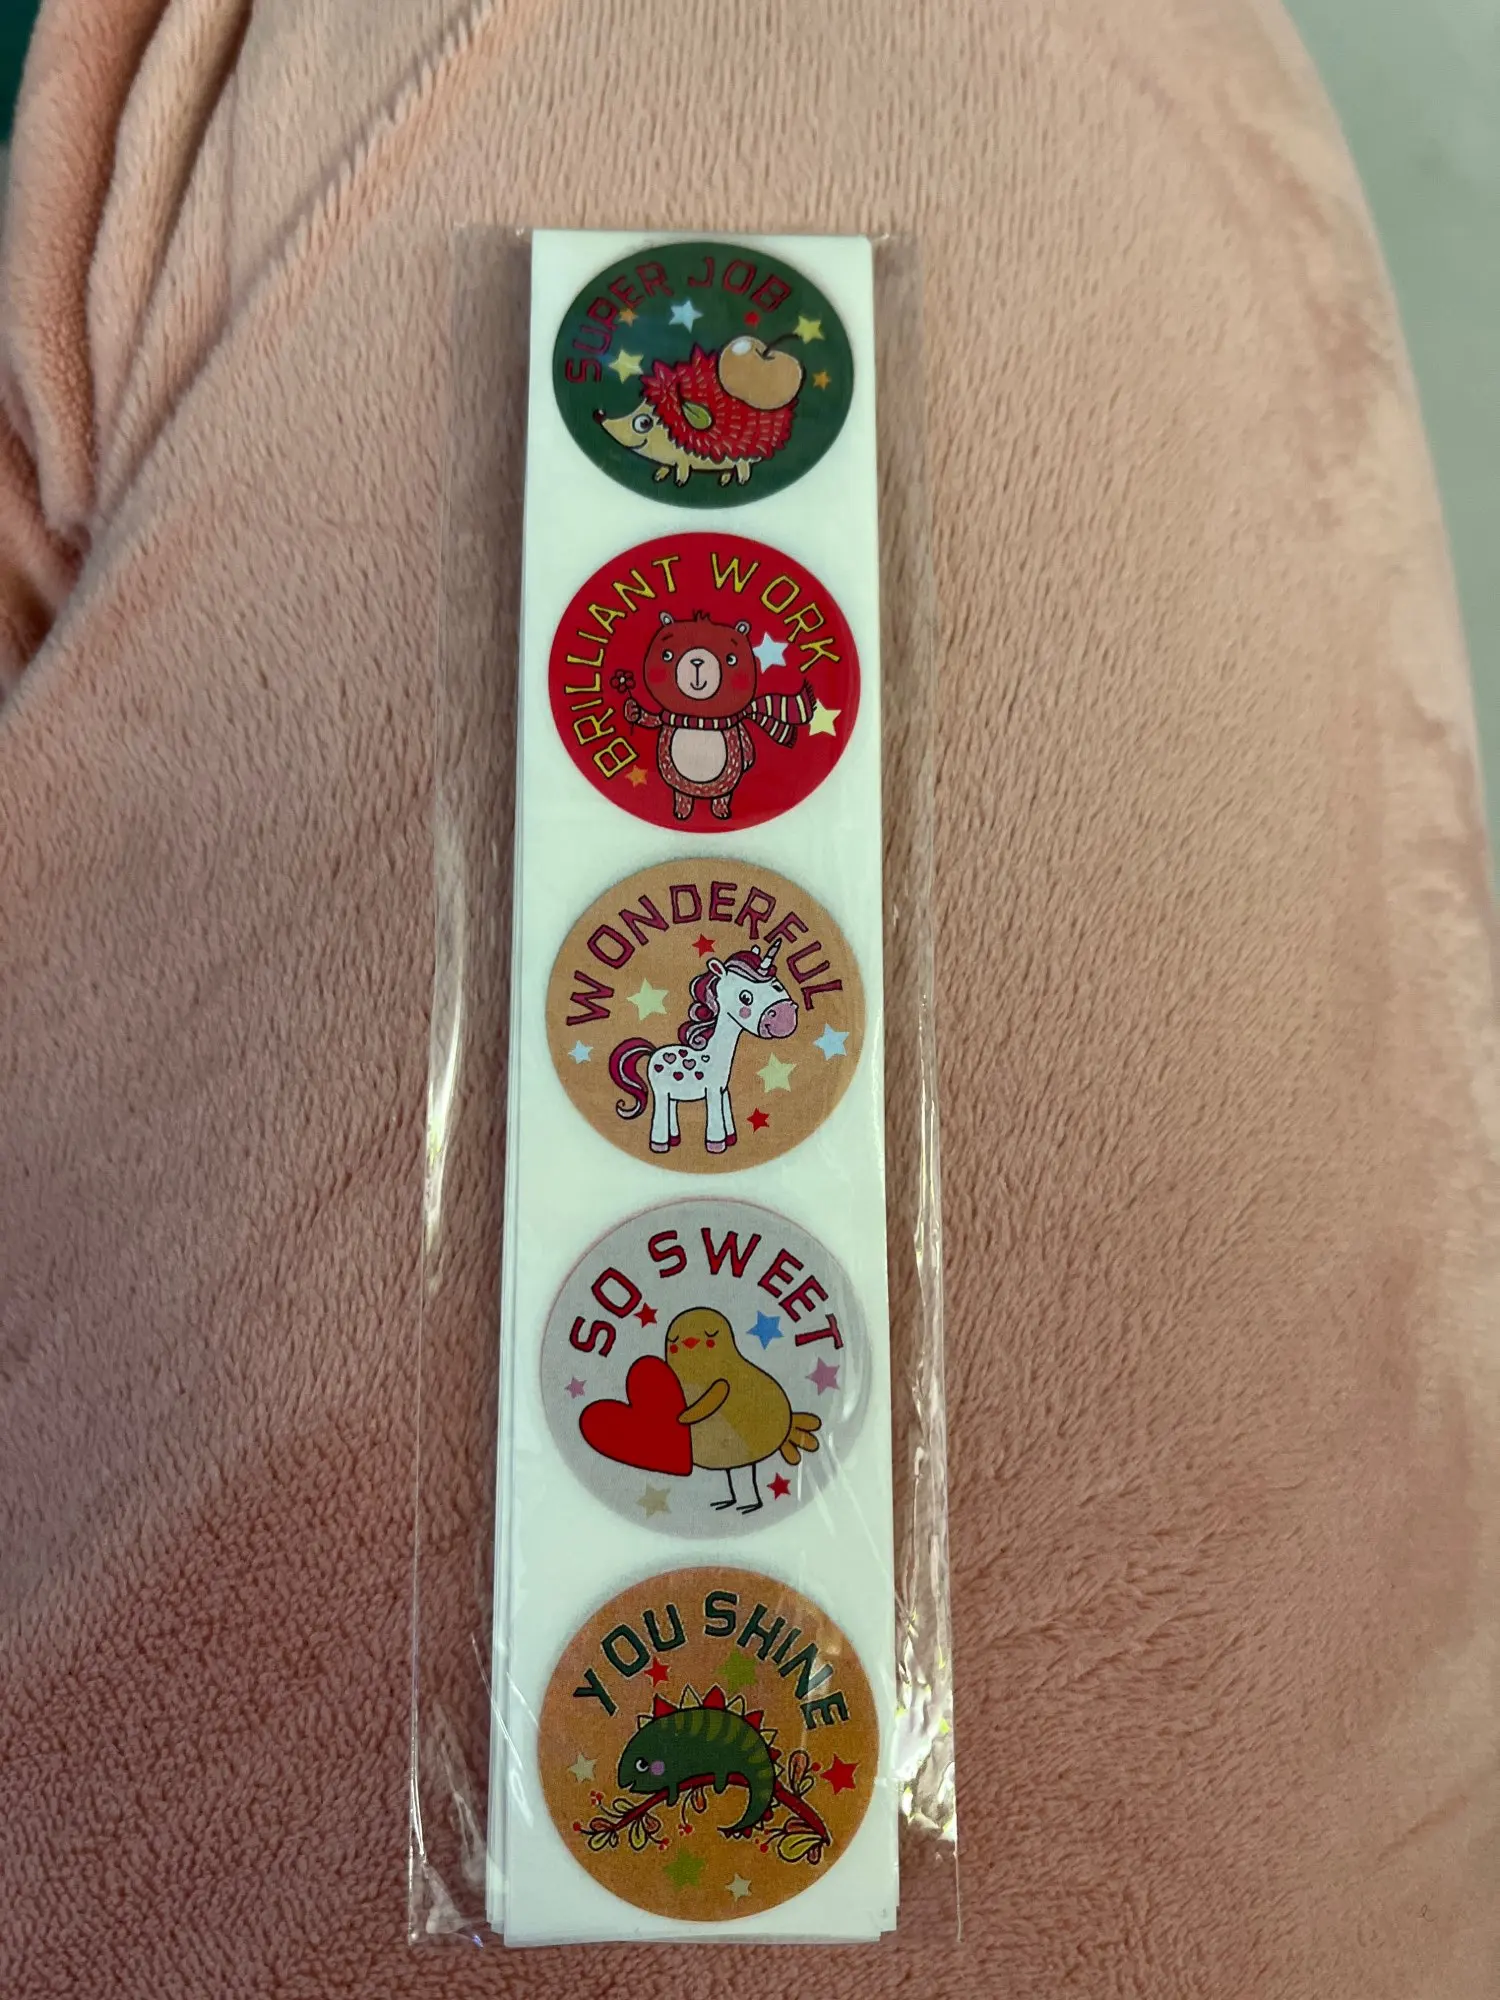 SUPER JOB
BRILLIANT WORK
WONDERFUL
SO SWEET
YOU SHINE